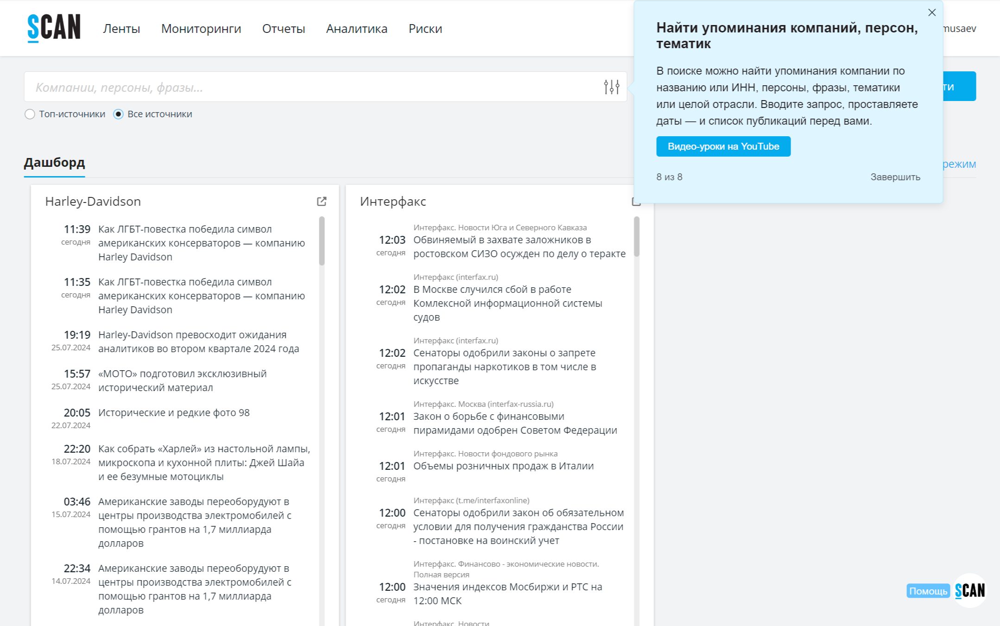 SCAN
Ленты
Мониторинги
Отчеты
Аналитика
Риски
Найти упоминания компаний, персон,
тематик
В поиске можно найти упоминания компании по
названию или ИНН, персоны, фразы, тематики
или целой отрасли. Вводите запрос, проставляете
даты — и список публикаций перед вами.
Видео-уроки на YouTube
8 из 8
Завершить
musaev
Компании, персоны, фразы...
ти
Топ-источники
Все источники
Дашборд
режим
Harley-Davidson
11:39
сегодня
Как ЛГБТ-повестка победила символ
американских консерваторов — компанию
Harley Davidson
11:35
сегодня
Как ЛГБТ-повестка победила символ
американских консерваторов — компанию
Harley Davidson
19:19
25.07.2024
Harley-Davidson превосходит ожидания
аналитиков во втором квартале 2024 года
15:57
25.07.2024
«МОТО» подготовил эксклюзивный
исторический материал
20:05
22.07.2024
Исторические и редкие фото 98
22:20
18.07.2024
Как собрать «Харлей» из настольной лампы,
микроскопа и кухонной плиты: Джей Шайа
и ее безумные мотоциклы
03:46
15.07.2024
Американские заводы переоборудуют в
центры производства электромобилей с
помощью грантов на 1,7 миллиарда
долларов
22:34
14.07.2024
Американские заводы переоборудуют в
центры производства электромобилей с
помощью грантов на 1,7 миллиарда
долларов
Интерфакс
Интерфакс. Новости Юга и Северного Кавказа
12:03
сегодня
Обвиняемый в захвате заложников в
ростовском СИЗО осужден по делу о теракте
Интерфакс (interfax.ru)
12:02
сегодня
В Москве случился сбой в работе
Комлексной информационной системы
судов
Интерфакс (interfax.ru)
12:02
сегодня
Сенаторы одобрили законы о запрете
пропаганды наркотиков в том числе в
искусстве
Интерфакс. Москва (interfax-russia.ru)
12:01
сегодня
Закон о борьбе с финансовыми
пирамидами одобрен Советом Федерации
Интерфакс. Новости фондового рынка
12:01
сегодня
Объемы розничных продаж в Италии
Интерфакс (t.me/interfaxonline)
12:00
сегодня
Сенаторы одобрили закон об обязательном
условии для получения гражданства России
- постановке на воинский учет
Интерфакс. Финансово - экономические новости.
Полная версия
12:00
сегодня
Значения индексов Мосбиржи и РТС на
12:00 МСК
Интерфакс. Новости
Помощь
SCAN